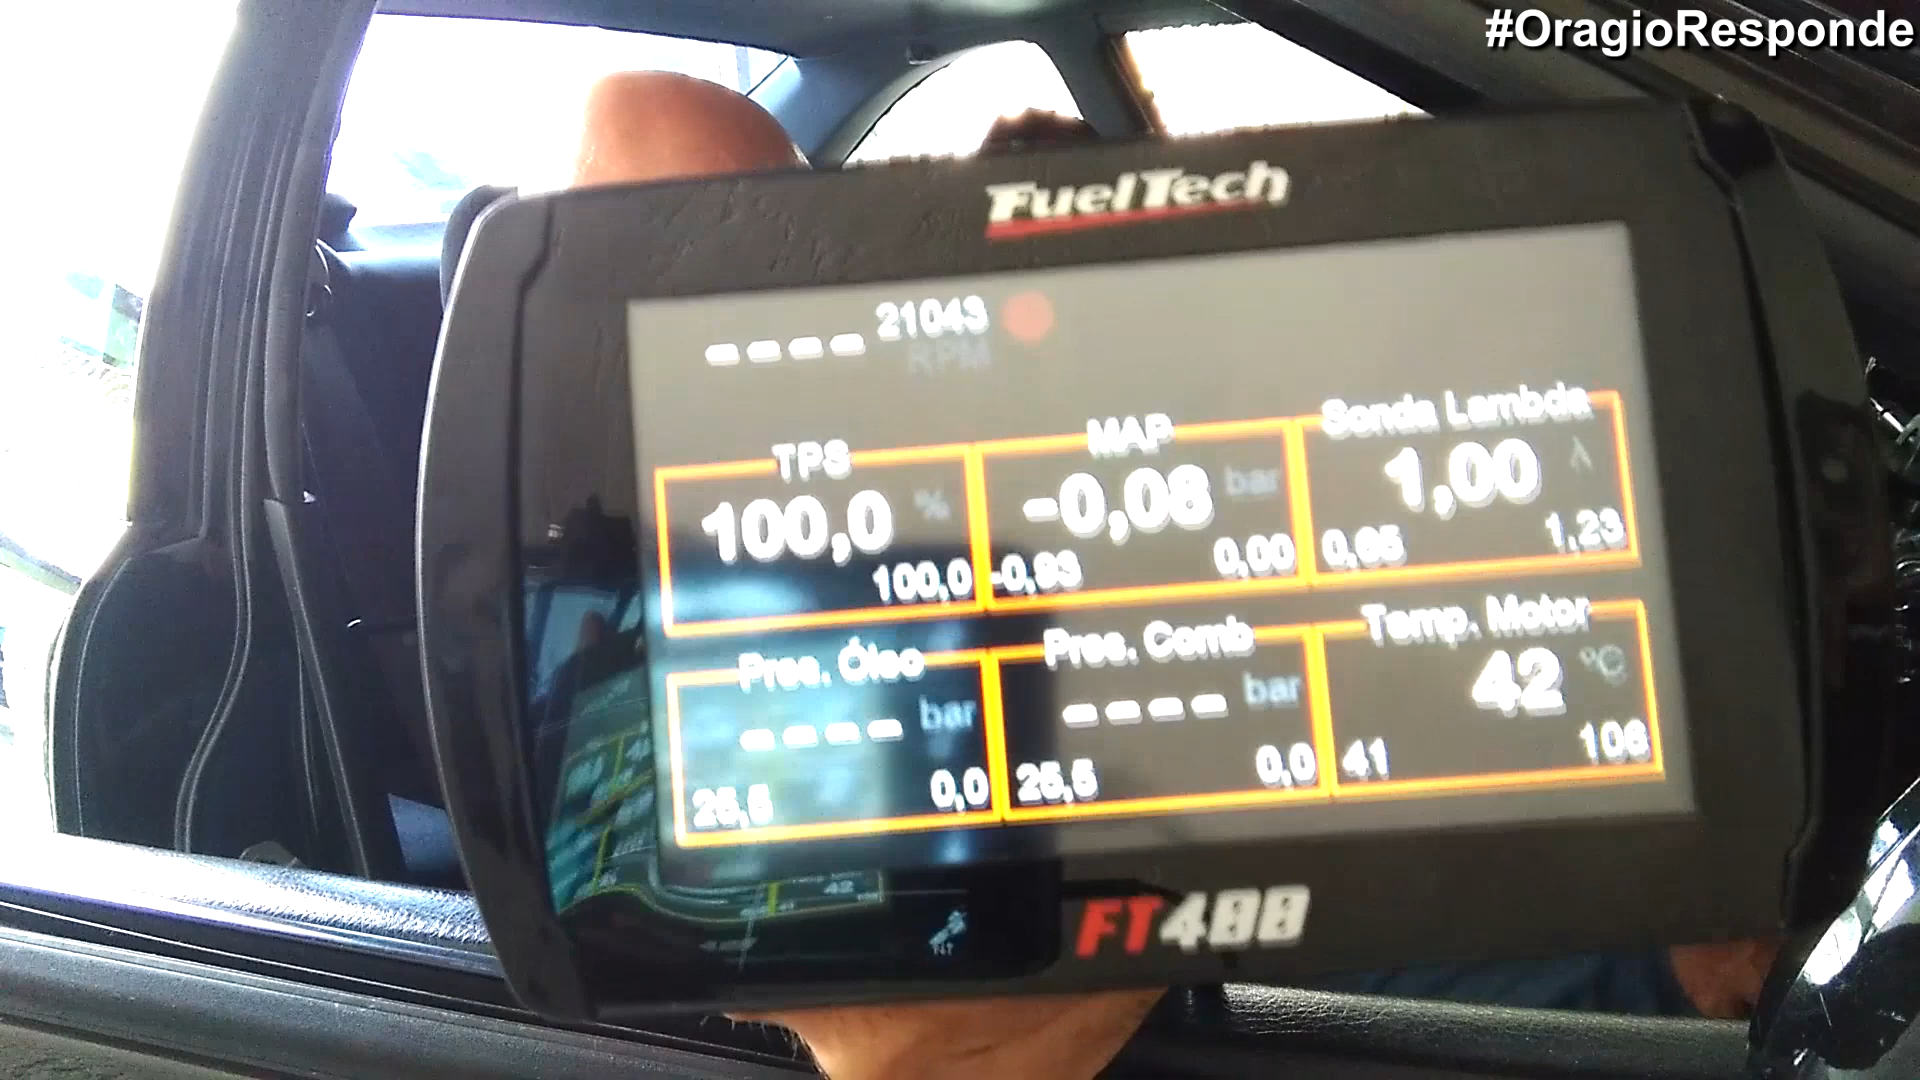 #OragioResponde
FuelTech
---- 21043
RPM
TPS
100,0 %
100,0
MAP
-0,08 bar
-0,93 0,00
Sonda Lambda
1,00 λ
0,65 1,23
Pres. Óleo
---- bar
25,5 0,0
Pres. Comb
---- bar
25,5 0,0
Temp. Motor
42 ºC
41 106
FT400